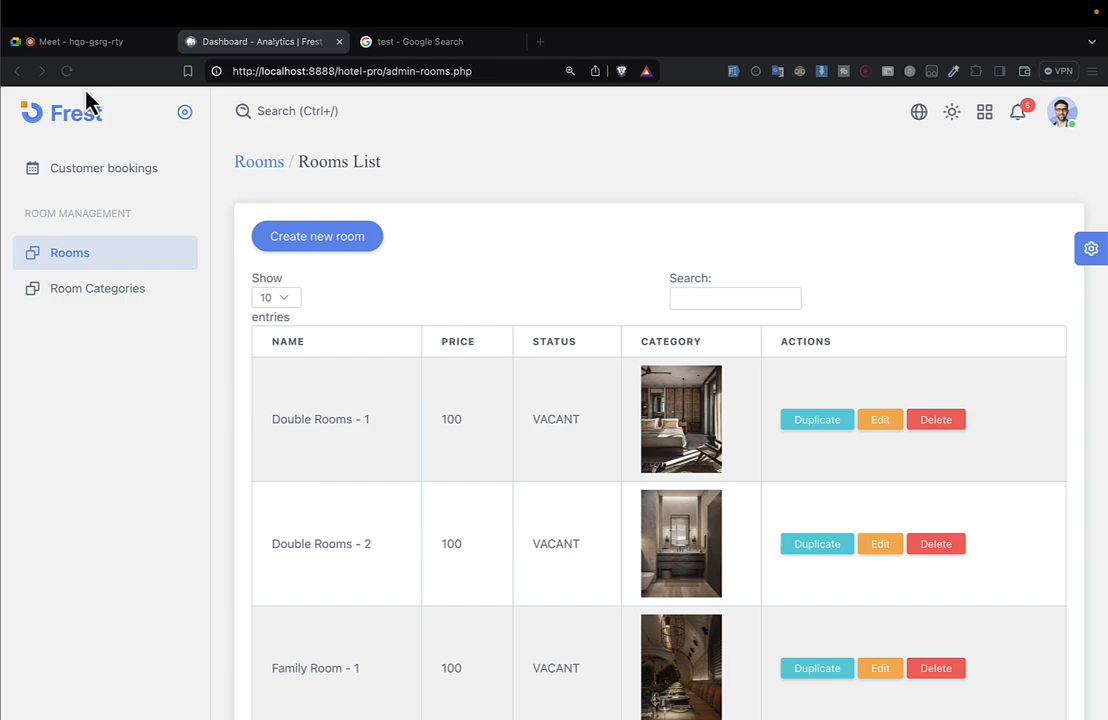 Meet - hqo-gsrg-rty
Dashboard - Analytics | Frest
test - Google Search
http://localhost:8888/hotel-pro/admin-rooms.php
VPN
Frest
Search (Ctrl+/)
5
Customer bookings
ROOM MANAGEMENT
Rooms
Room Categories
Rooms / Rooms List
Create new room
Show
10
entries
Search:
NAME PRICE STATUS CATEGORY ACTIONS
Double Rooms - 1 100 VACANT Duplicate Edit Delete
Double Rooms - 2 100 VACANT Duplicate Edit Delete
Family Room - 1 100 VACANT Duplicate Edit Delete